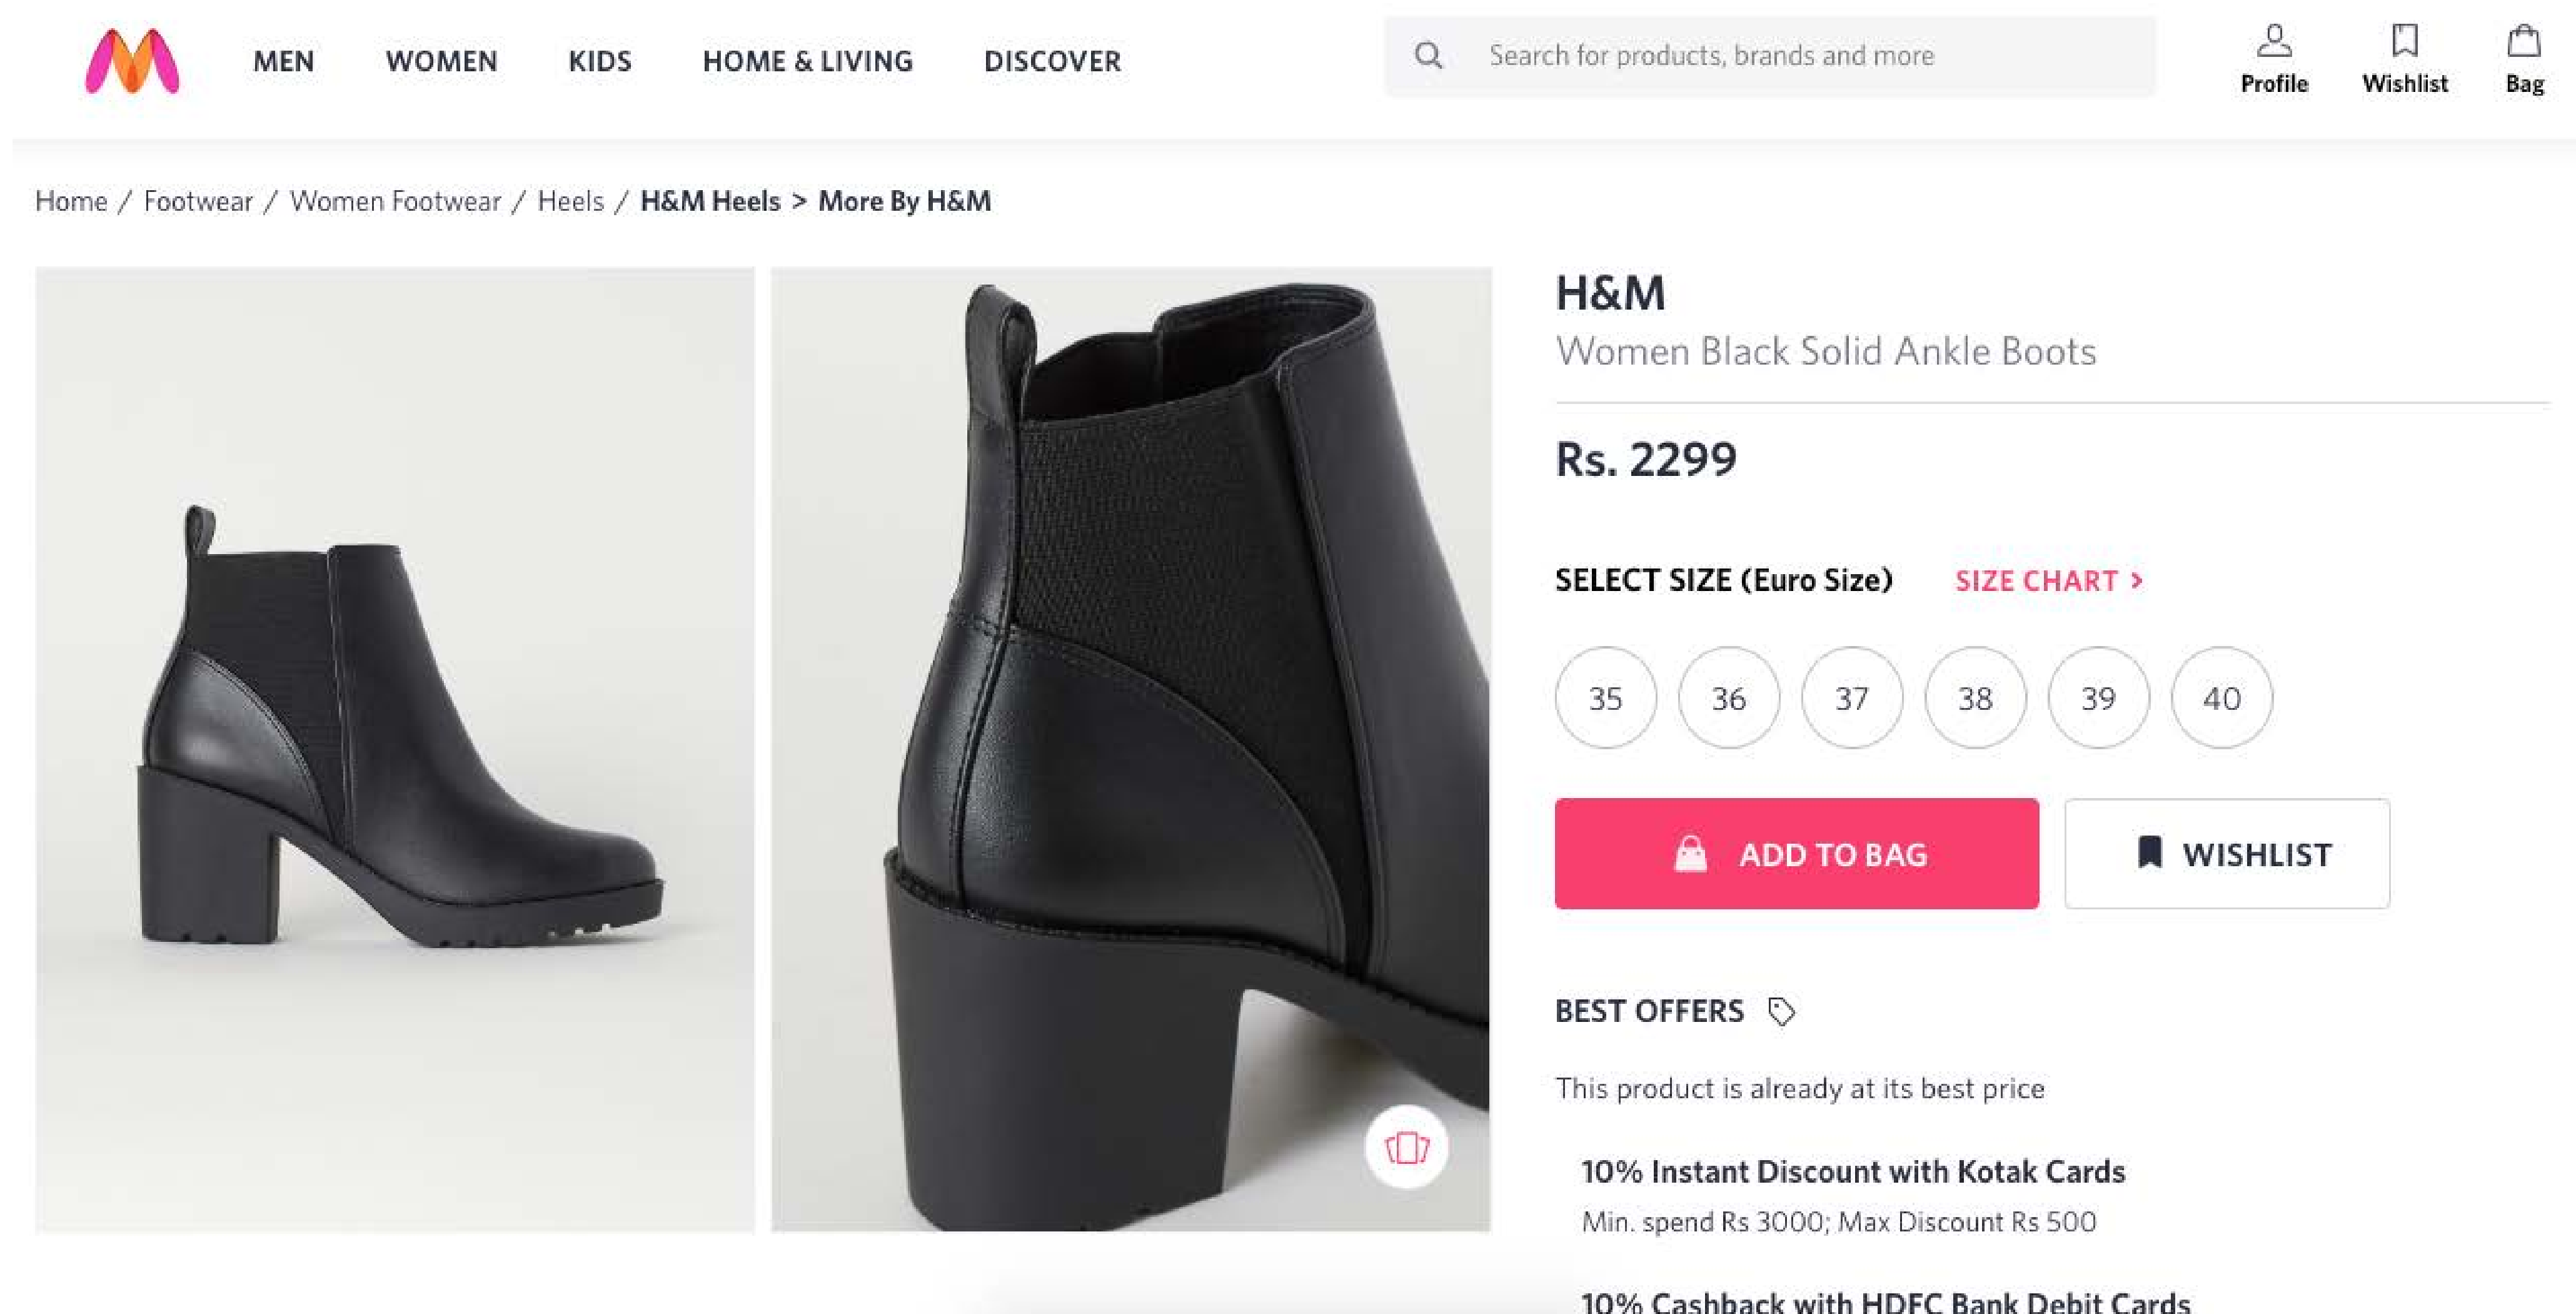 MEN WOMEN KIDS HOME & LIVING DISCOVER Search for products, brands and more Profile Wishlist Bag
Home / Footwear / Women Footwear / Heels / H&M Heels > More By H&M
H&M
Women Black Solid Ankle Boots
Rs. 2299
SELECT SIZE (Euro Size) SIZE CHART >
35 36 37 38 39 40
ADD TO BAG WISHLIST
BEST OFFERS
This product is already at its best price
10% Instant Discount with Kotak Cards
Min. spend Rs 3000; Max Discount Rs 500
10% Cashback with HDFC Bank Debit Cards